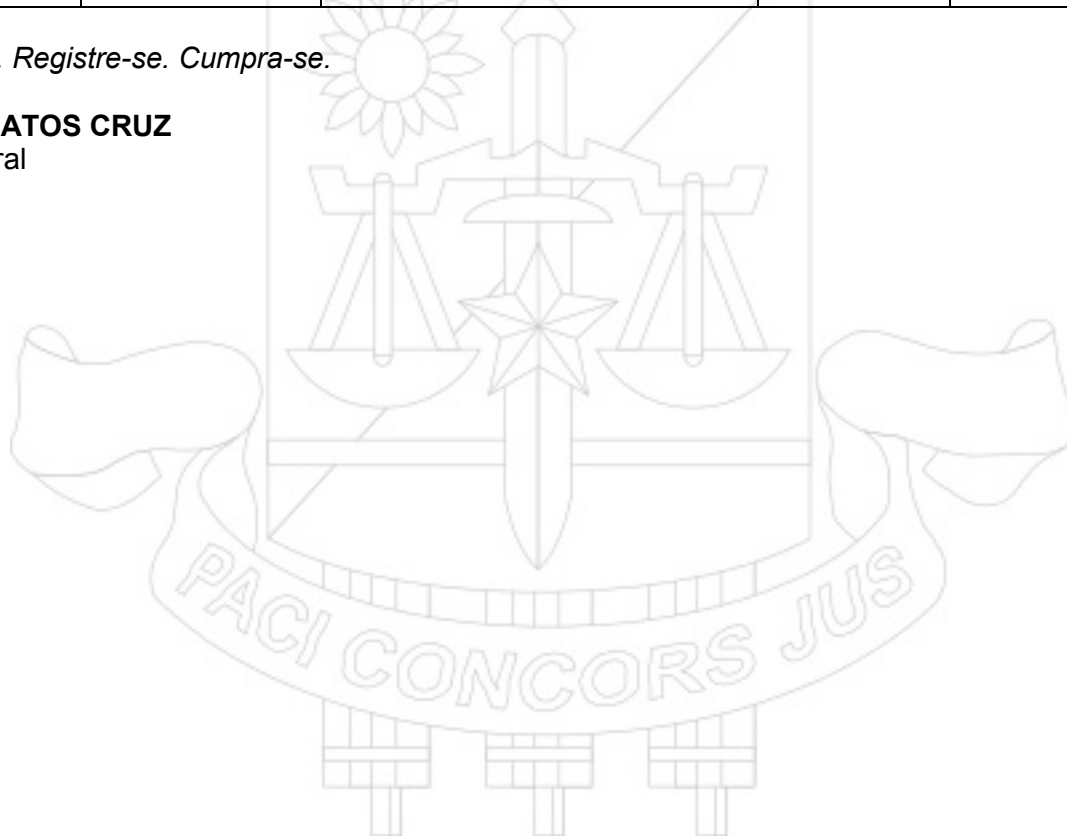 . Registre-se. Cumpra-se.
ATOS CRUZ
ral
PACI CONCORS JUS